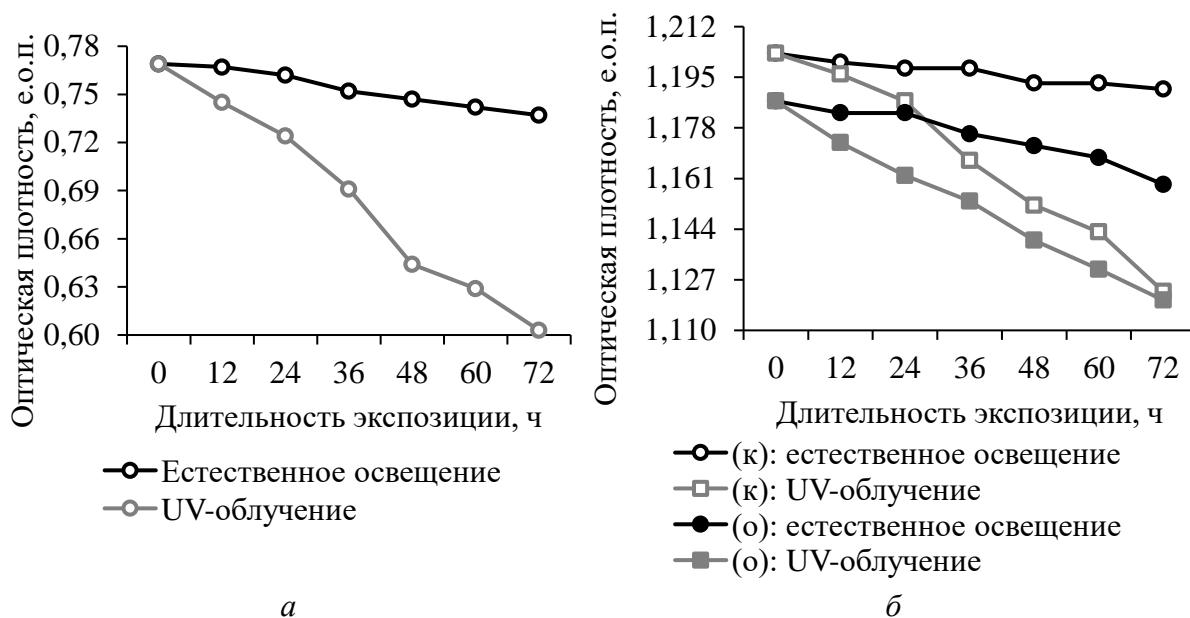 Оптическая плотность, е.о.п.
0,78
0,75
0,72
0,69
0,66
0,63
0,60
0 12 24 36 48 60 72
Длительность экспозиции, ч
Естественное освещение
UV-облучение
а
Оптическая плотность, е.о.п.
1,212
1,195
1,178
1,161
1,144
1,127
1,110
0 12 24 36 48 60 72
Длительность экспозиции, ч
(к): естественное освещение
(к): UV-облучение
(о): естественное освещение
(о): UV-облучение
б